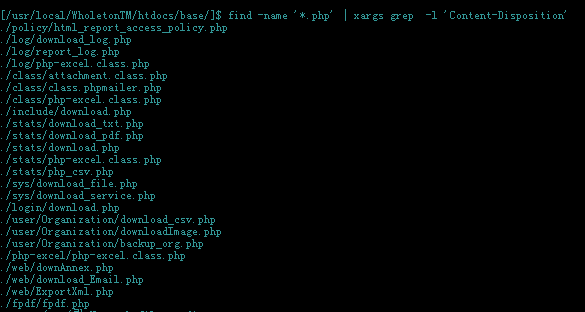 [/usr/local/WholetonTM/htdocs/base/]$ find -name '*.php' | xargs grep  -l 'Content-Disposition'
./policy/html_report_access_policy.php
./log/download_log.php
./log/report_log.php
./log/php-excel.class.php
./class/attachment.class.php
./class/class.phpmailer.php
./class/php-excel.class.php
./include/download.php
./stats/download_txt.php
./stats/download_pdf.php
./stats/download.php
./stats/php-excel.class.php
./stats/php_csv.php
./sys/download_file.php
./sys/download_service.php
./login/download.php
./user/Organization/download_csv.php
./user/Organization/downloadImage.php
./user/Organization/backup_org.php
./php-excel/php-excel.class.php
./web/downAnnex.php
./web/download_Email.php
./web/ExportXml.php
./fpdf/fpdf.php